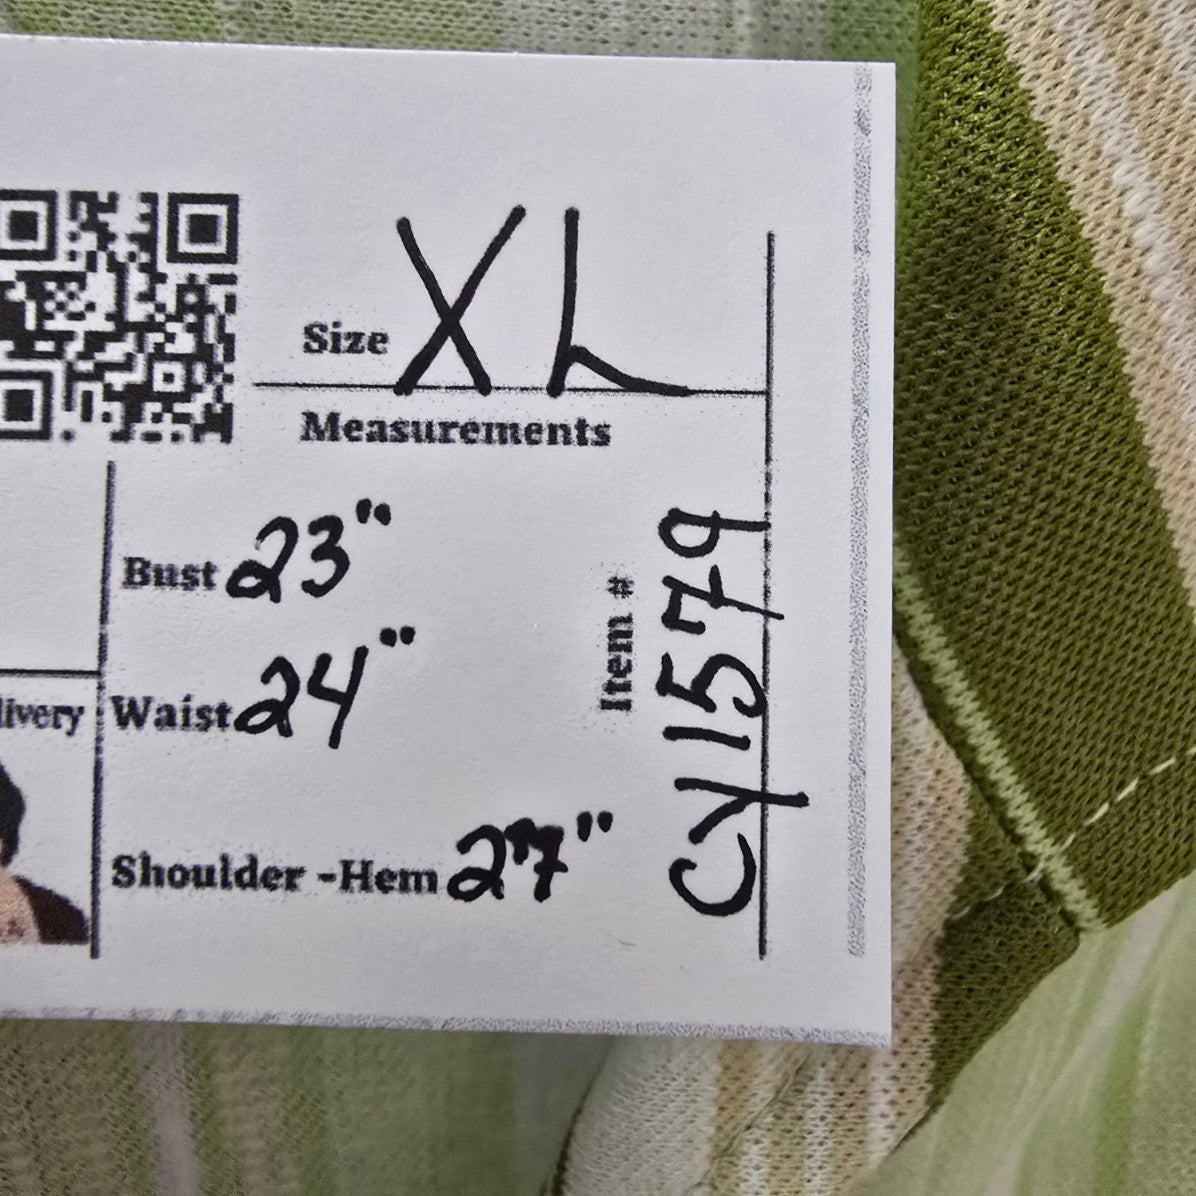 Size XL
Measurements
Bust 23"
Waist 24"
Shoulder -Hem 27"
Item # CY1579
livery